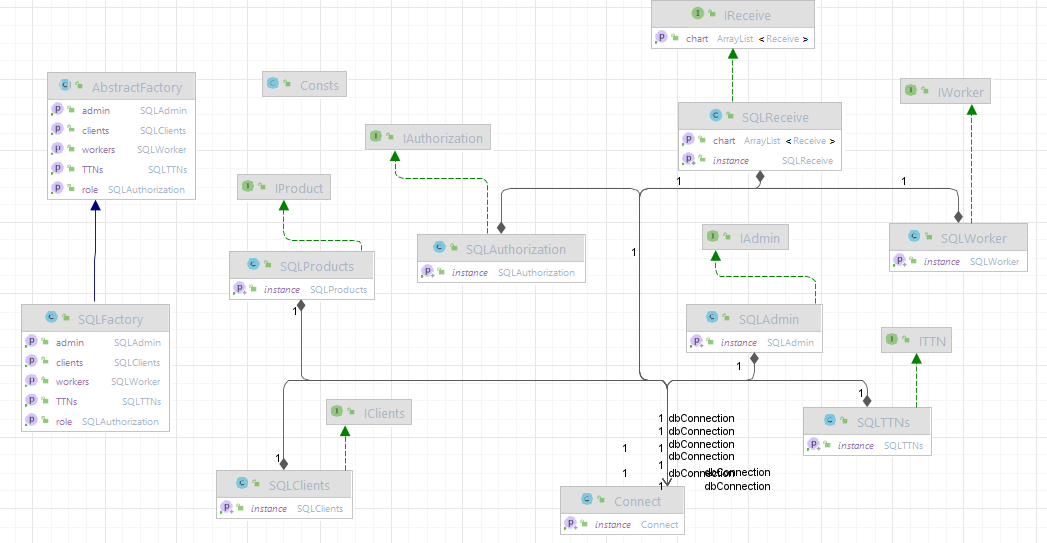 IReceive
chart ArrayList < Receive >
AbstractFactory
admin SQLAdmin
clients SQLClients
workers SQLWorker
TTNs SQLTTNs
role SQLAuthorization
Consts
IAuthorization
SQLReceive
chart ArrayList < Receive >
instance SQLReceive
IWorker
IProduct
1
1
SQLProducts
instance SQLProducts
SQLAuthorization
instance SQLAuthorization
1
IAdmin
SQLWorker
instance SQLWorker
SQLFactory
admin SQLAdmin
clients SQLClients
workers SQLWorker
TTNs SQLTTNs
role SQLAuthorization
1
SQLAdmin
instance SQLAdmin
1
ITTN
1
SQLTTNs
instance SQLTTNs
IClients
1
SQLClients
instance SQLClients
1 dbConnection
1 dbConnection
1 1 dbConnection
dbConnection
1
1 dbConnection dbConnection
1 dbConnection
Connect
instance Connect